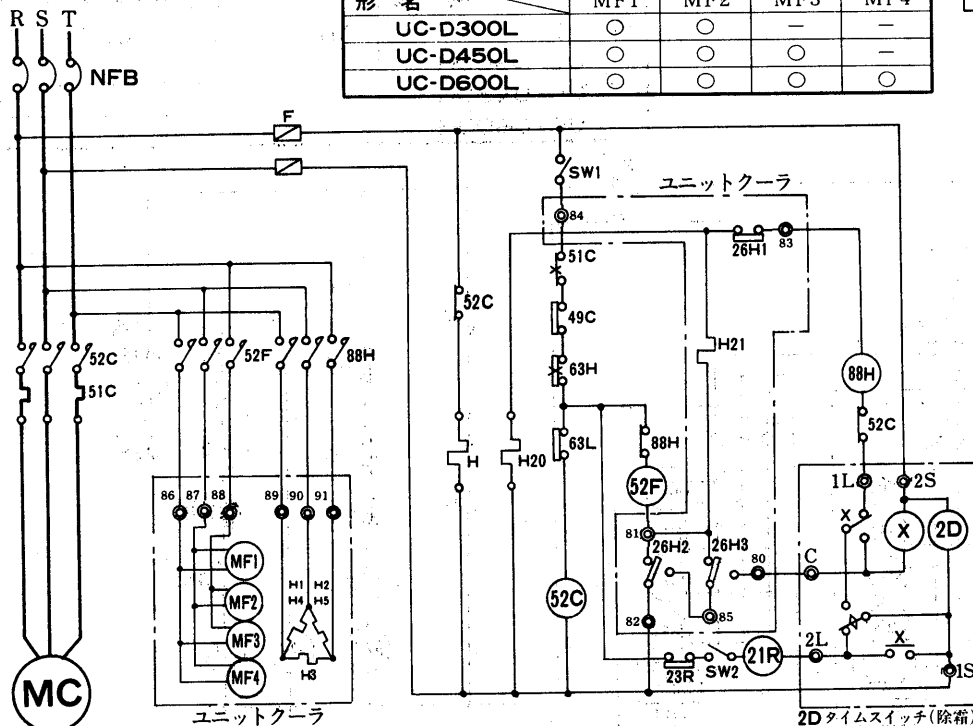 形 名 MF1 MF2 MF3 MF4
UC-D300L ○ ○ － －
UC-D450L ○ ○ ○ －
UC-D600L ○ ○ ○ ○
R S T
NFB
F
SW1
ユニットクーラ
84
51C
26H1
83
52C
49C
H21
52C
52F
88H
63H
88H
51C
63L
88H
52C
H
H20
52F
1L
2S
86
87
88
89
90
91
81
26H2
26H3
X
X
2D
MF1
80
C
H1
H2
H4
H5
MF2
52C
82
85
MF3
H3
MF4
23R
SW2
21R
2L
X
1S
MC
ユニットクーラ
2Dタイムスイッチ(除霜)